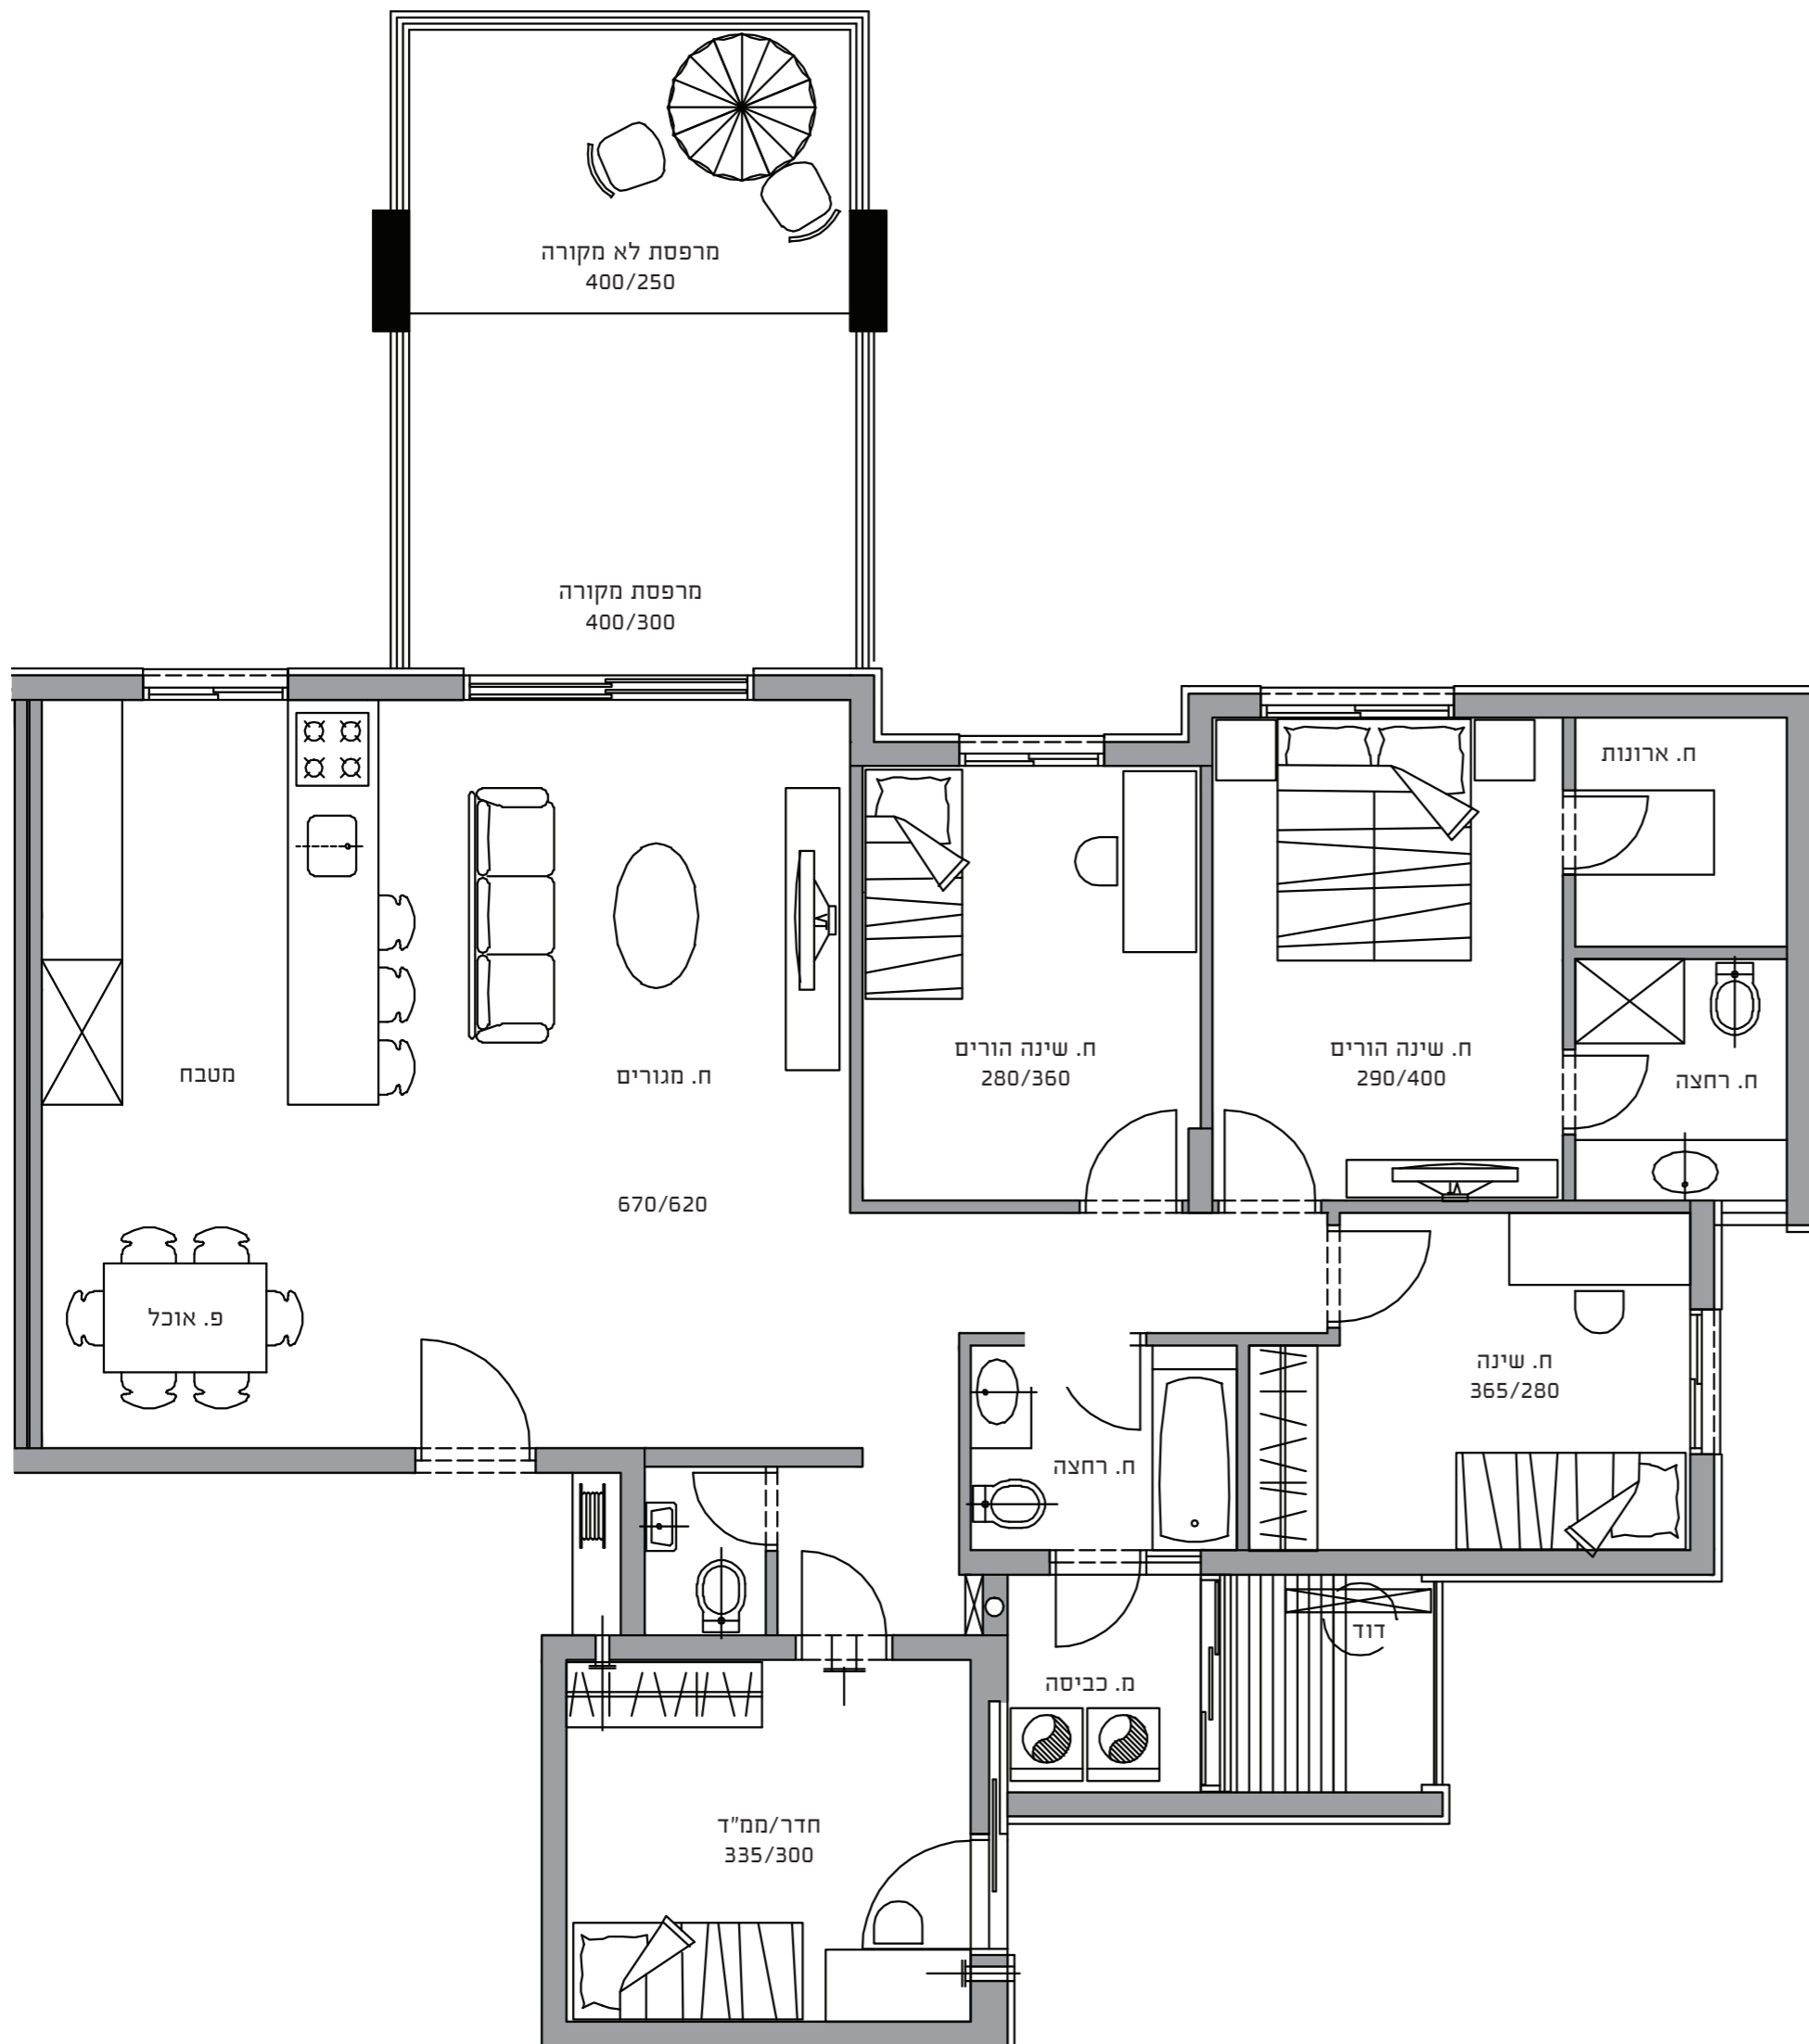 מרפסת לא מקורה
400/250
מרפסת מקורה
400/300
ח. ארונות
ח. שינה הורים
290/400
ח. שינה הורים
280/360
ח. רחצה
ח. מגורים
מטבח
670/620
פ. אוכל
ח. שינה
365/280
ח. רחצה
דוד
מ. כביסה
חדר/ממ"ד
335/300